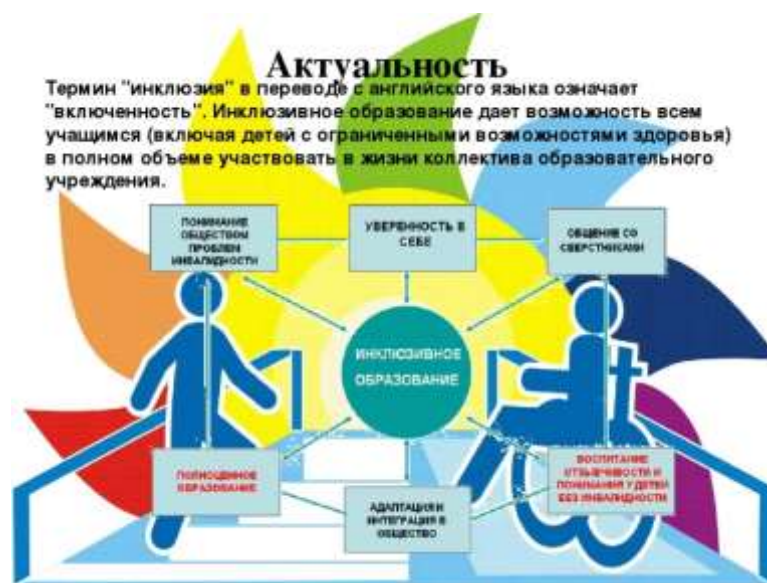 Актуальность
Термин "инклюзия" в переводе с английского языка означает
"включенность". Инклюзивное образование дает возможность всем
учащимся (включая детей с ограниченными возможностями здоровья)
в полном объеме участвовать в жизни коллектива образовательного
учреждения.
ПОНИМАНИЕ
ОБЩЕСТВОМ
ПРОБЛЕМ
ИНВАЛИДНОСТИ
УВЕРЕННОСТЬ В
СЕБЕ
ОБЩЕНИЕ СО
СВЕРСТНИКАМИ
ИНКЛЮЗИВНОЕ
ОБРАЗОВАНИЕ
ПОЛНОЦЕННОЕ
ОБРАЗОВАНИЕ
АДАПТАЦИЯ И
ИНТЕГРАЦИЯ В
ОБЩЕСТВО
ВОСПИТАНИЕ
ОТЗЫВЧИВОСТИ И
ПОНИМАНИЯ У ДЕТЕЙ
БЕЗ ИНВАЛИДНОСТИ